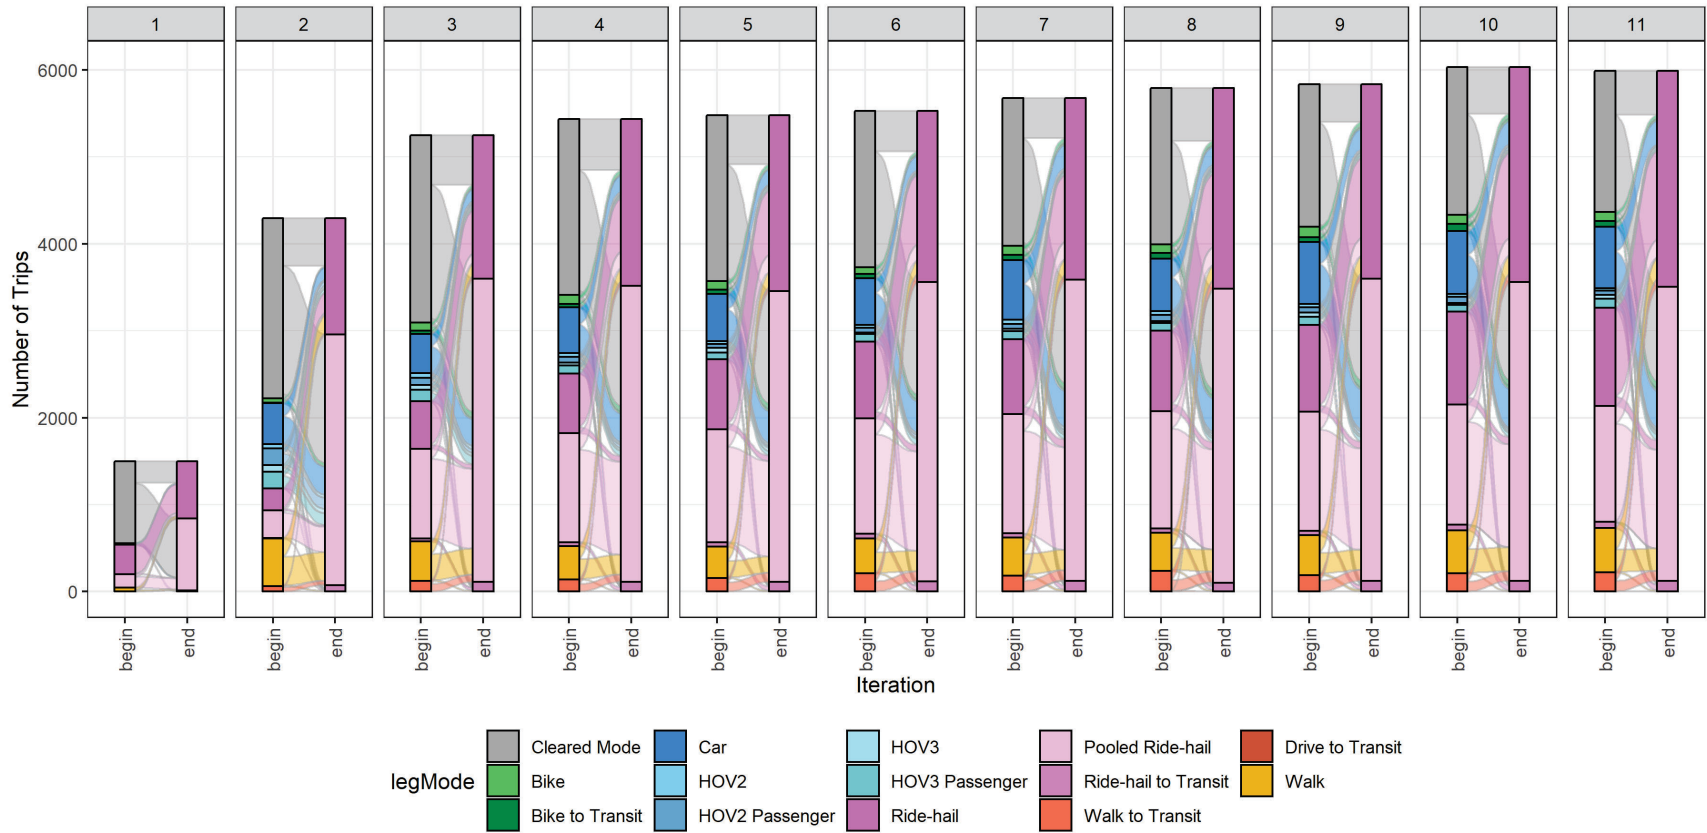 1 2 3 4 5 6 7 8 9 10 11
6000
4000
2000
0
Number of Trips
begin end begin end begin end begin end begin end begin end begin end begin end begin end begin end begin end
Iteration
legMode
Cleared Mode
Bike
Bike to Transit
Car
HOV2
HOV2 Passenger
HOV3
HOV3 Passenger
Ride-hail
Pooled Ride-hail
Ride-hail to Transit
Walk to Transit
Drive to Transit
Walk